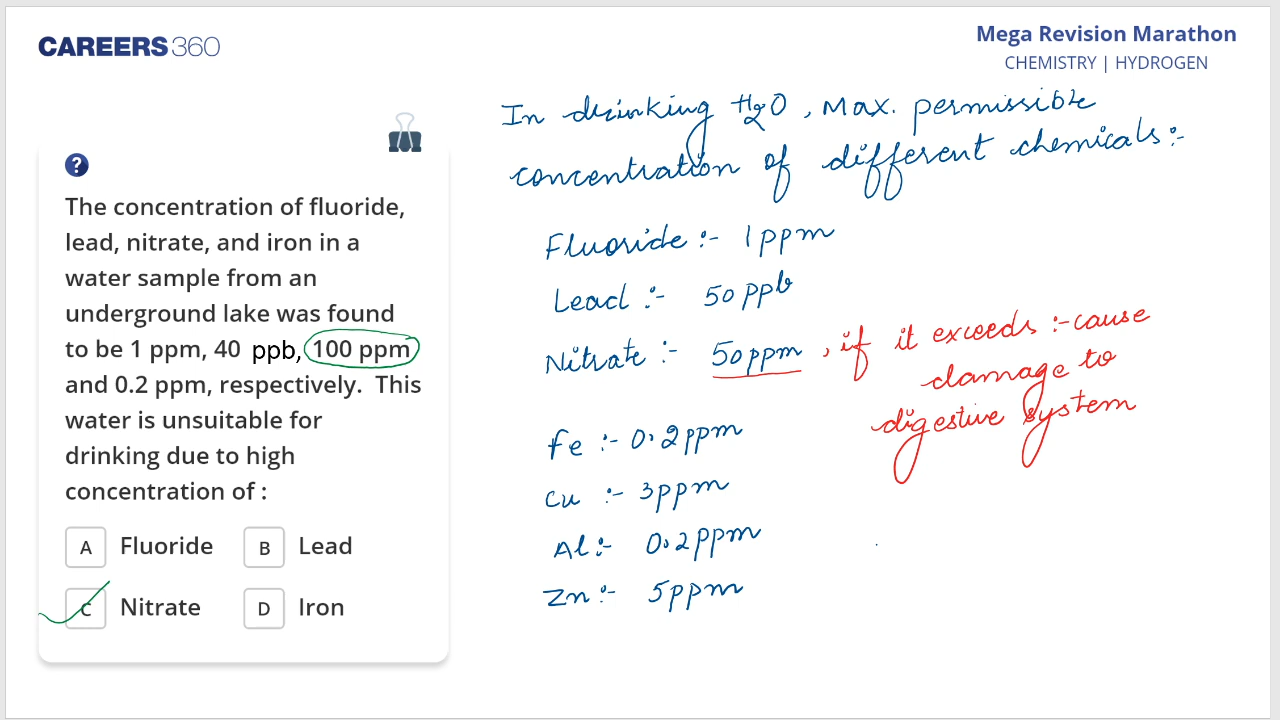 CAREERS360
Mega Revision Marathon
CHEMISTRY | HYDROGEN
?
The concentration of fluoride,
lead, nitrate, and iron in a
water sample from an
underground lake was found
to be 1 ppm, 40 ppb, 100 ppm
and 0.2 ppm, respectively. This
water is unsuitable for
drinking due to high
concentration of :
A Fluoride B Lead
C Nitrate D Iron
In drinking H2O, Max. permissible
concentration of different chemicals:-
Fluoride :- 1ppm
Lead :- 50 ppb
Nitrate :- 50ppm , if it exceeds :- cause
damage to
digestive system
Fe :- 0.2ppm
Cu :- 3ppm
Al :- 0.2ppm
Zn :- 5ppm